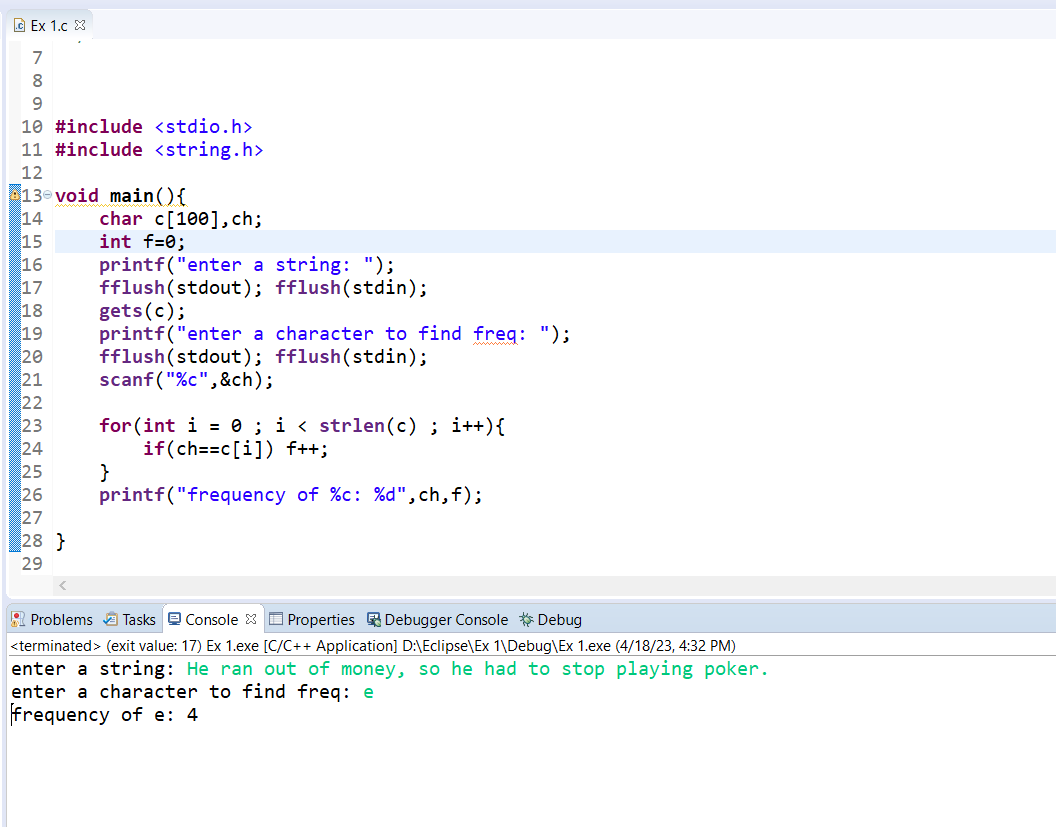 Ex 1.c
7
8
9
10 #include <stdio.h>
11 #include <string.h>
12
13 void main(){
14     char c[100],ch;
15     int f=0;
16     printf("enter a string: ");
17     fflush(stdout); fflush(stdin);
18     gets(c);
19     printf("enter a character to find freq: ");
20     fflush(stdout); fflush(stdin);
21     scanf("%c",&ch);
22
23     for(int i = 0 ; i < strlen(c) ; i++){
24         if(ch==c[i]) f++;
25     }
26     printf("frequency of %c: %d",ch,f);
27
28 }
29
Problems Tasks Console Properties Debugger Console Debug
<terminated> (exit value: 17) Ex 1.exe [C/C++ Application] D:\Eclipse\Ex 1\Debug\Ex 1.exe (4/18/23, 4:32 PM)
enter a string: He ran out of money, so he had to stop playing poker.
enter a character to find freq: e
frequency of e: 4